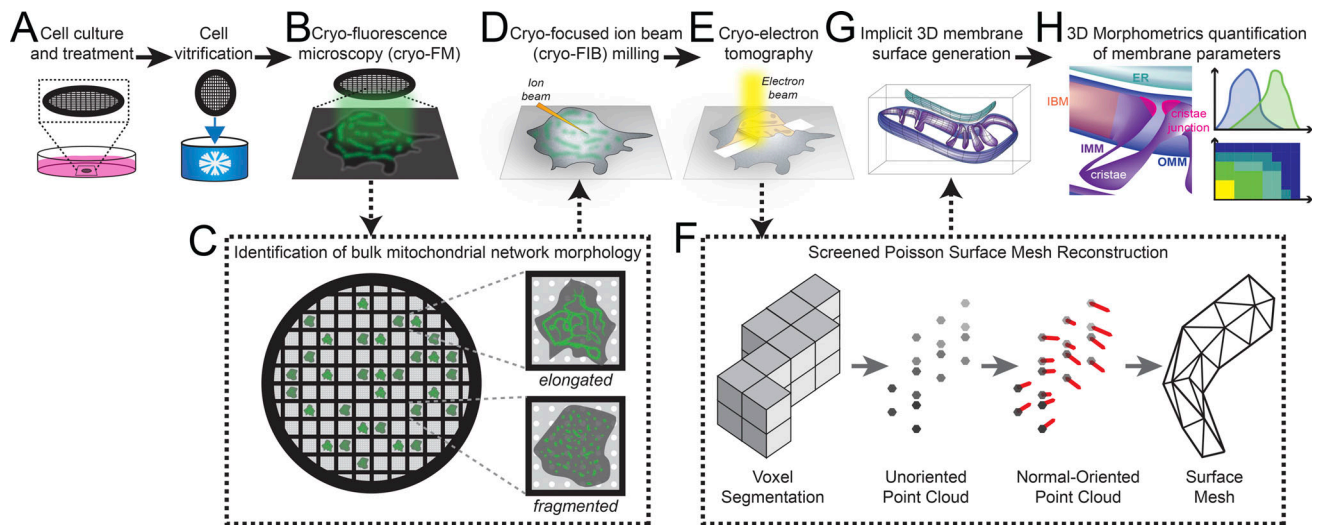 A
Cell culture
and treatment
Cell
vitrification
B
Cryo-fluorescence
microscopy (cryo-FM)
D
Cryo-focused ion beam
(cryo-FIB) milling
Ion
beam
E
Cryo-electron
tomography
Electron
beam
G
Implicit 3D membrane
surface generation
H
3D Morphometrics quantification
of membrane parameters
ER
IBM
cristae
junction
IMM
OMM
cristae
C
Identification of bulk mitochondrial network morphology
elongated
fragmented
F
Screened Poisson Surface Mesh Reconstruction
Voxel
Segmentation
Unoriented
Point Cloud
Normal-Oriented
Point Cloud
Surface
Mesh